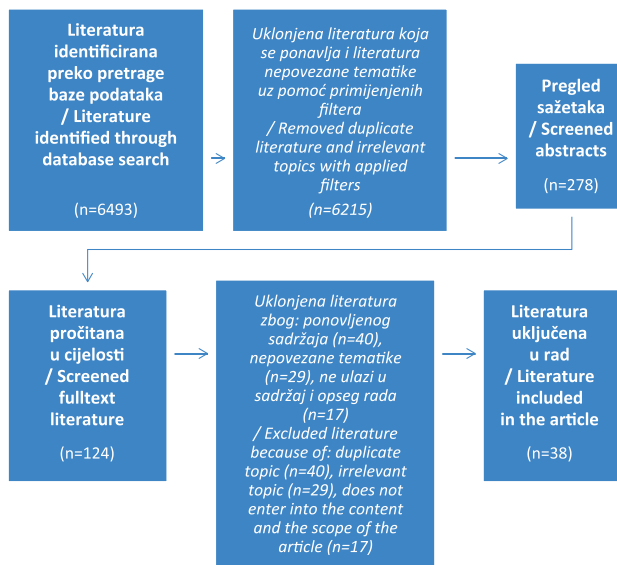 Literatura
identificirana
preko pretrage
baze podataka
/ Literature
identified through
database search
(n=6493)
Uklonjena literatura koja
se ponavlja i literatura
nepovezane tematike
uz pomoć primijenjenih
filtera
/ Removed duplicate
literature and irrelevant
topics with applied
filters
(n=6215)
Pregled
sažetaka
/ Screened
abstracts
(n=278)
Literatura
pročitana
u cijelosti
/ Screened
fulltext
literature
(n=124)
Uklonjena literatura
zbog: ponovljenog
sadržaja (n=40),
nepovezane tematike
(n=29), ne ulazi u
sadržaj i opseg rada
(n=17)
/ Excluded literature
because of: duplicate
topic (n=40), irrelevant
topic (n=29), does not
enter into the content
and the scope of the
article (n=17)
Literatura
uključena
u rad
/ Literature
included
in the article
(n=38)